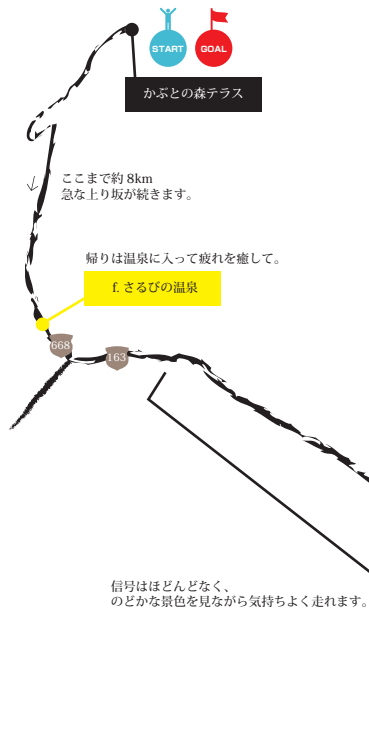 START
GOAL
かぶとの森テラス
ここまで約 8km
急な上り坂が続きます。
帰りは温泉に入って疲れを癒して。
f. さるびの温泉
668
163
信号はほどんどなく、
のどかな景色を見ながら気持ちよく走れます。